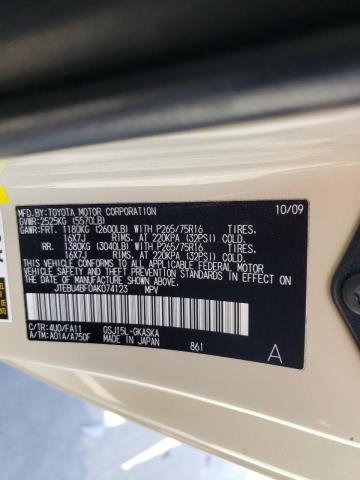 MFD.BY: TOYOTA MOTOR CORPORATION 10/09
GVWR: 2525KG (5570LB)
GAWR:FRT. 1180KG (2600LB) WITH P265/75R16 TIRES.
16X7J RIMS. AT 220KPA (32PSI) COLD.
RR. 1380KG (3040LB) WITH P265/75R16 TIRES.
16X7J RIMS. AT 220KPA (32PSI) COLD.
THIS VEHICLE CONFORMS TO ALL APPLICABLE
FEDERAL MOTOR VEHICLE SAFETY AND
THEFT PREVENTION STANDARDS IN EFFECT ON
THE DATE OF MANUFACTURE SHOWN ABOVE.
JTEBU4BF0AK074123 MPV
C/TR: 4U0/FA11 GSJ15L-GKASKA
A/TM: A01A/A750F MADE IN JAPAN 861 A